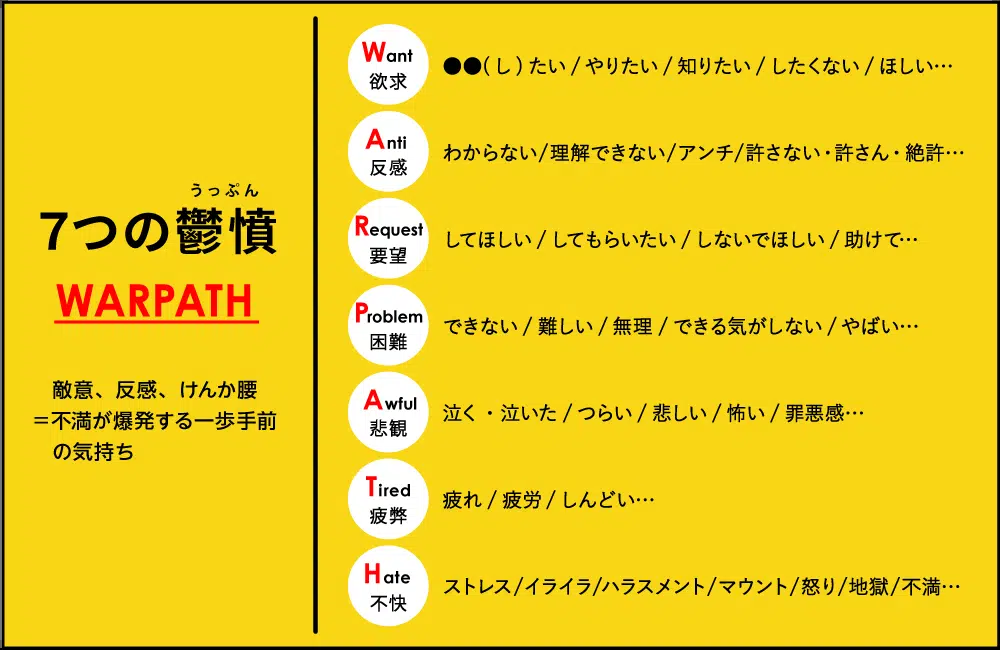 うっぷん
7つの鬱憤
WARPATH
敵意、反感、けんか腰
＝不満が爆発する一歩手前
の気持ち
Want
欲求
●●(し)たい / やりたい / 知りたい / したくない / ほしい…
Anti
反感
わからない/理解できない/アンチ/許さない・許さん・絶許…
Request
要望
してほしい / してもらいたい / しないでほしい / 助けて…
Problem
困難
できない / 難しい / 無理 / できる気がしない / やばい…
Awful
悲観
泣く・泣いた / つらい / 悲しい / 怖い / 罪悪感…
Tired
疲弊
疲れ / 疲労 / しんどい…
Hate
不快
ストレス/イライラ/ハラスメント/マウント/怒り/地獄/不満…